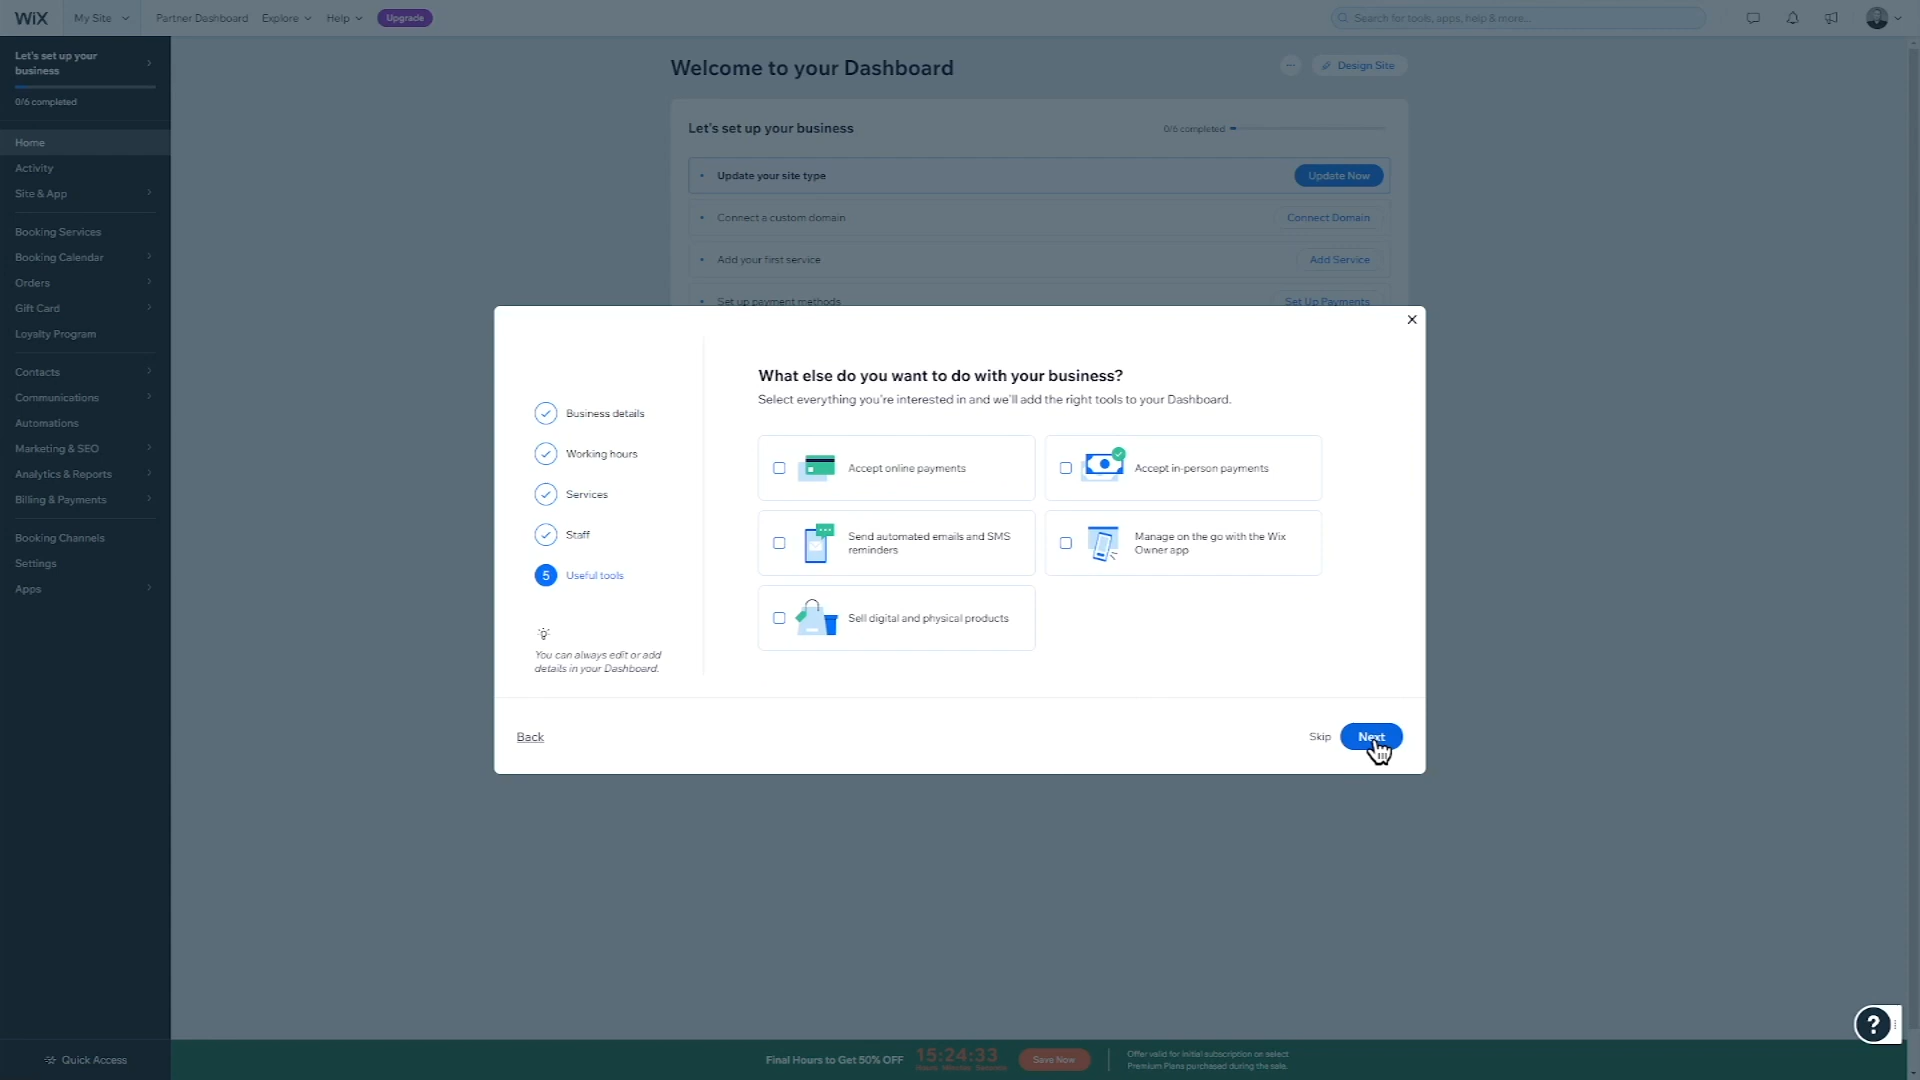 WiX
My Site
Partner Dashboard
Explore
Help
Upgrade
Search for tools, apps, help & more...
Let's set up your
business
0/6 completed
Home
Activity
Site & App
Booking Services
Booking Calendar
Orders
Gift Card
Loyalty Program
Contacts
Communications
Automations
Marketing & SEO
Analytics & Reports
Billing & Payments
Booking Channels
Settings
Apps
Quick Access
Welcome to your Dashboard
Design Site
Let's set up your business
0/6 completed
Update your site type
Update Now
Connect a custom domain
Connect Domain
Add your first service
Add Service
Set up payment methods
Set Up Payments
Business details
Working hours
Services
Staff
5 Useful tools
You can always edit or add
details in your Dashboard.
What else do you want to do with your business?
Select everything you're interested in and we'll add the right tools to your Dashboard.
Accept online payments
Accept in-person payments
Send automated emails and SMS
reminders
Manage on the go with the Wix
Owner app
Sell digital and physical products
Back
Skip
Next
?
Final Hours to Get 50% OFF
15:24:33
Hours Minutes Seconds
Save Now
Offer valid for initial subscription on select
Premium Plans purchased during the sale.